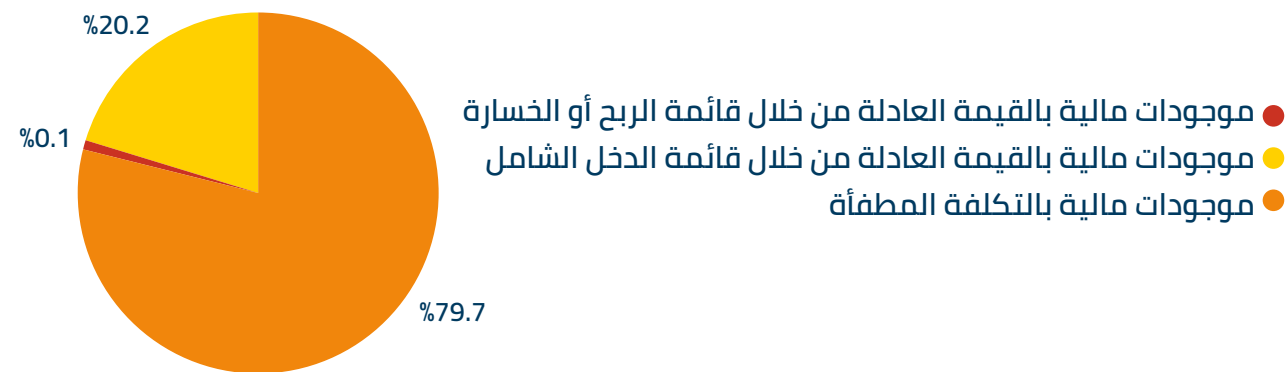 %20.2
موجودات مالية بالقيمة العادلة من خلال قائمة الربح أو الخسارة
%0.1
موجودات مالية بالقيمة العادلة من خلال قائمة الدخل الشامل
موجودات مالية بالتكلفة المطفأة
%79.7